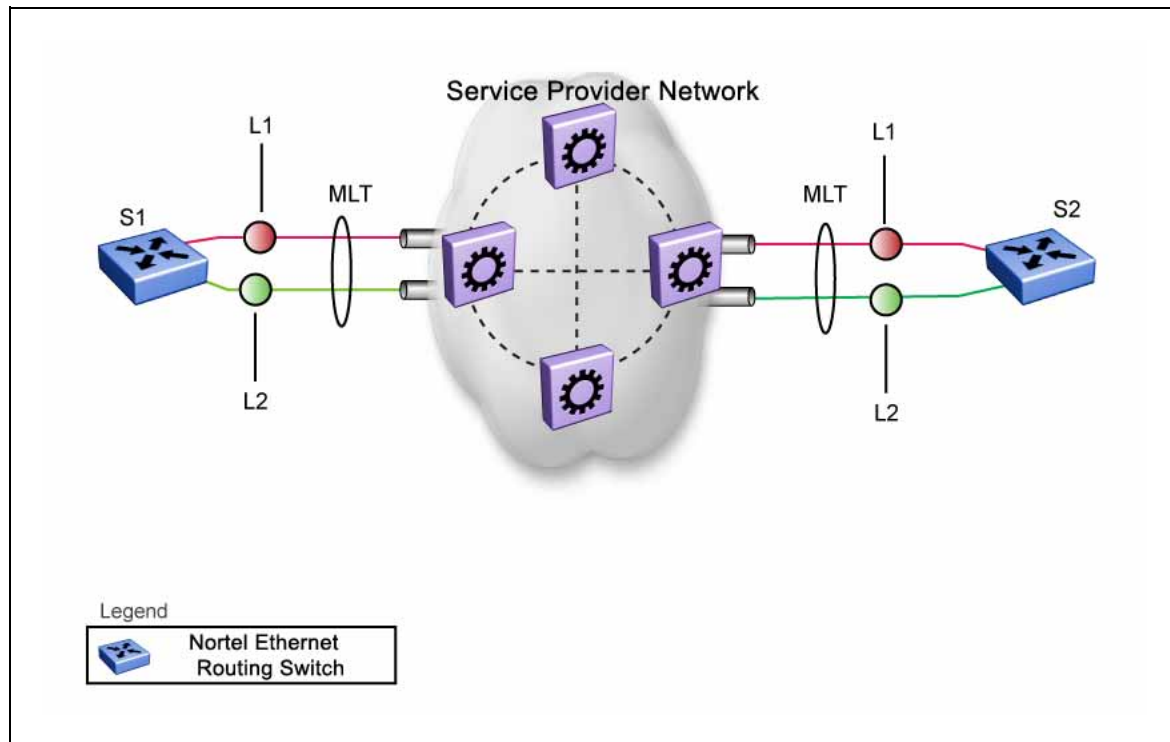 Service Provider Network
L1
L1
MLT
MLT
S1
S2
L2
L2
Legend
Nortel Ethernet
Routing Switch